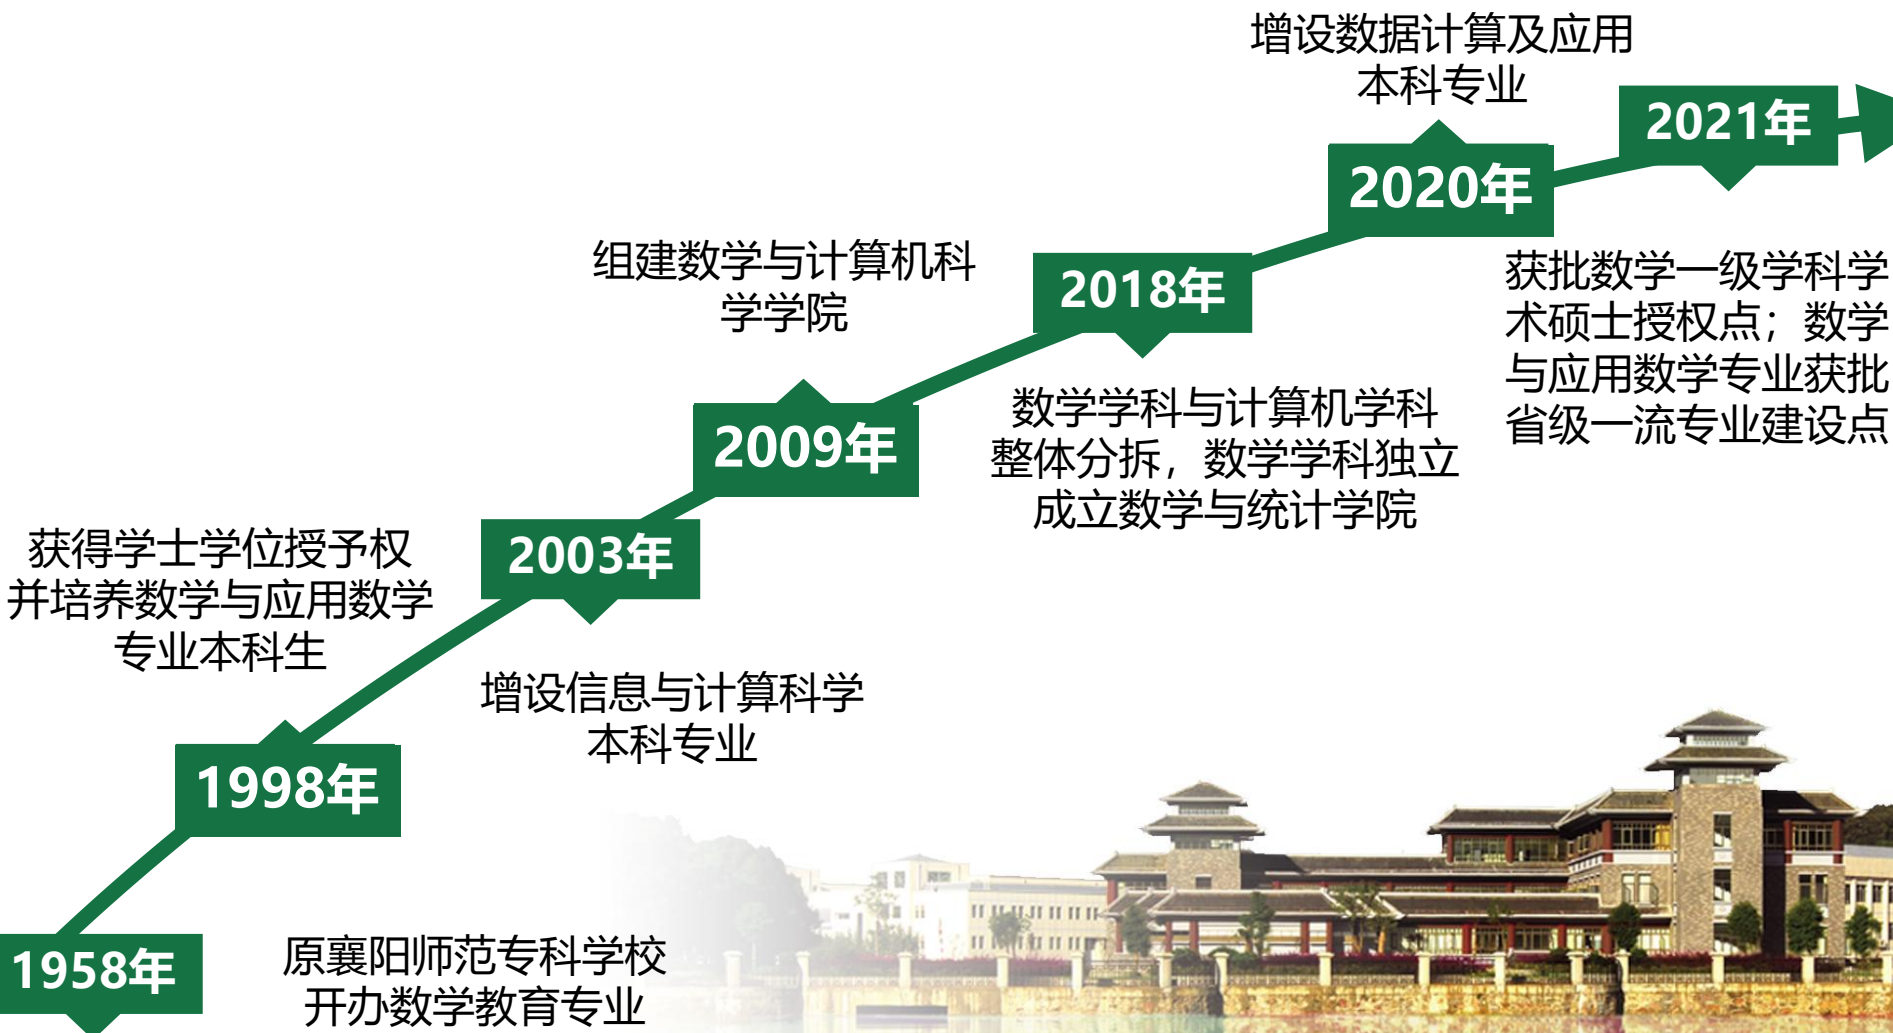 增设数据计算及应用
本科专业
2021年
2020年
获批数学一级学科学
术硕士授权点；数学
与应用数学专业获批
省级一流专业建设点
组建数学与计算机科
学学院
2018年
数学学科与计算机学科
整体分拆，数学学科独立
成立数学与统计学院
2009年
获得学士学位授予权
并培养数学与应用数学
专业本科生
2003年
增设信息与计算科学
本科专业
1998年
1958年
原襄阳师范专科学校
开办数学教育专业